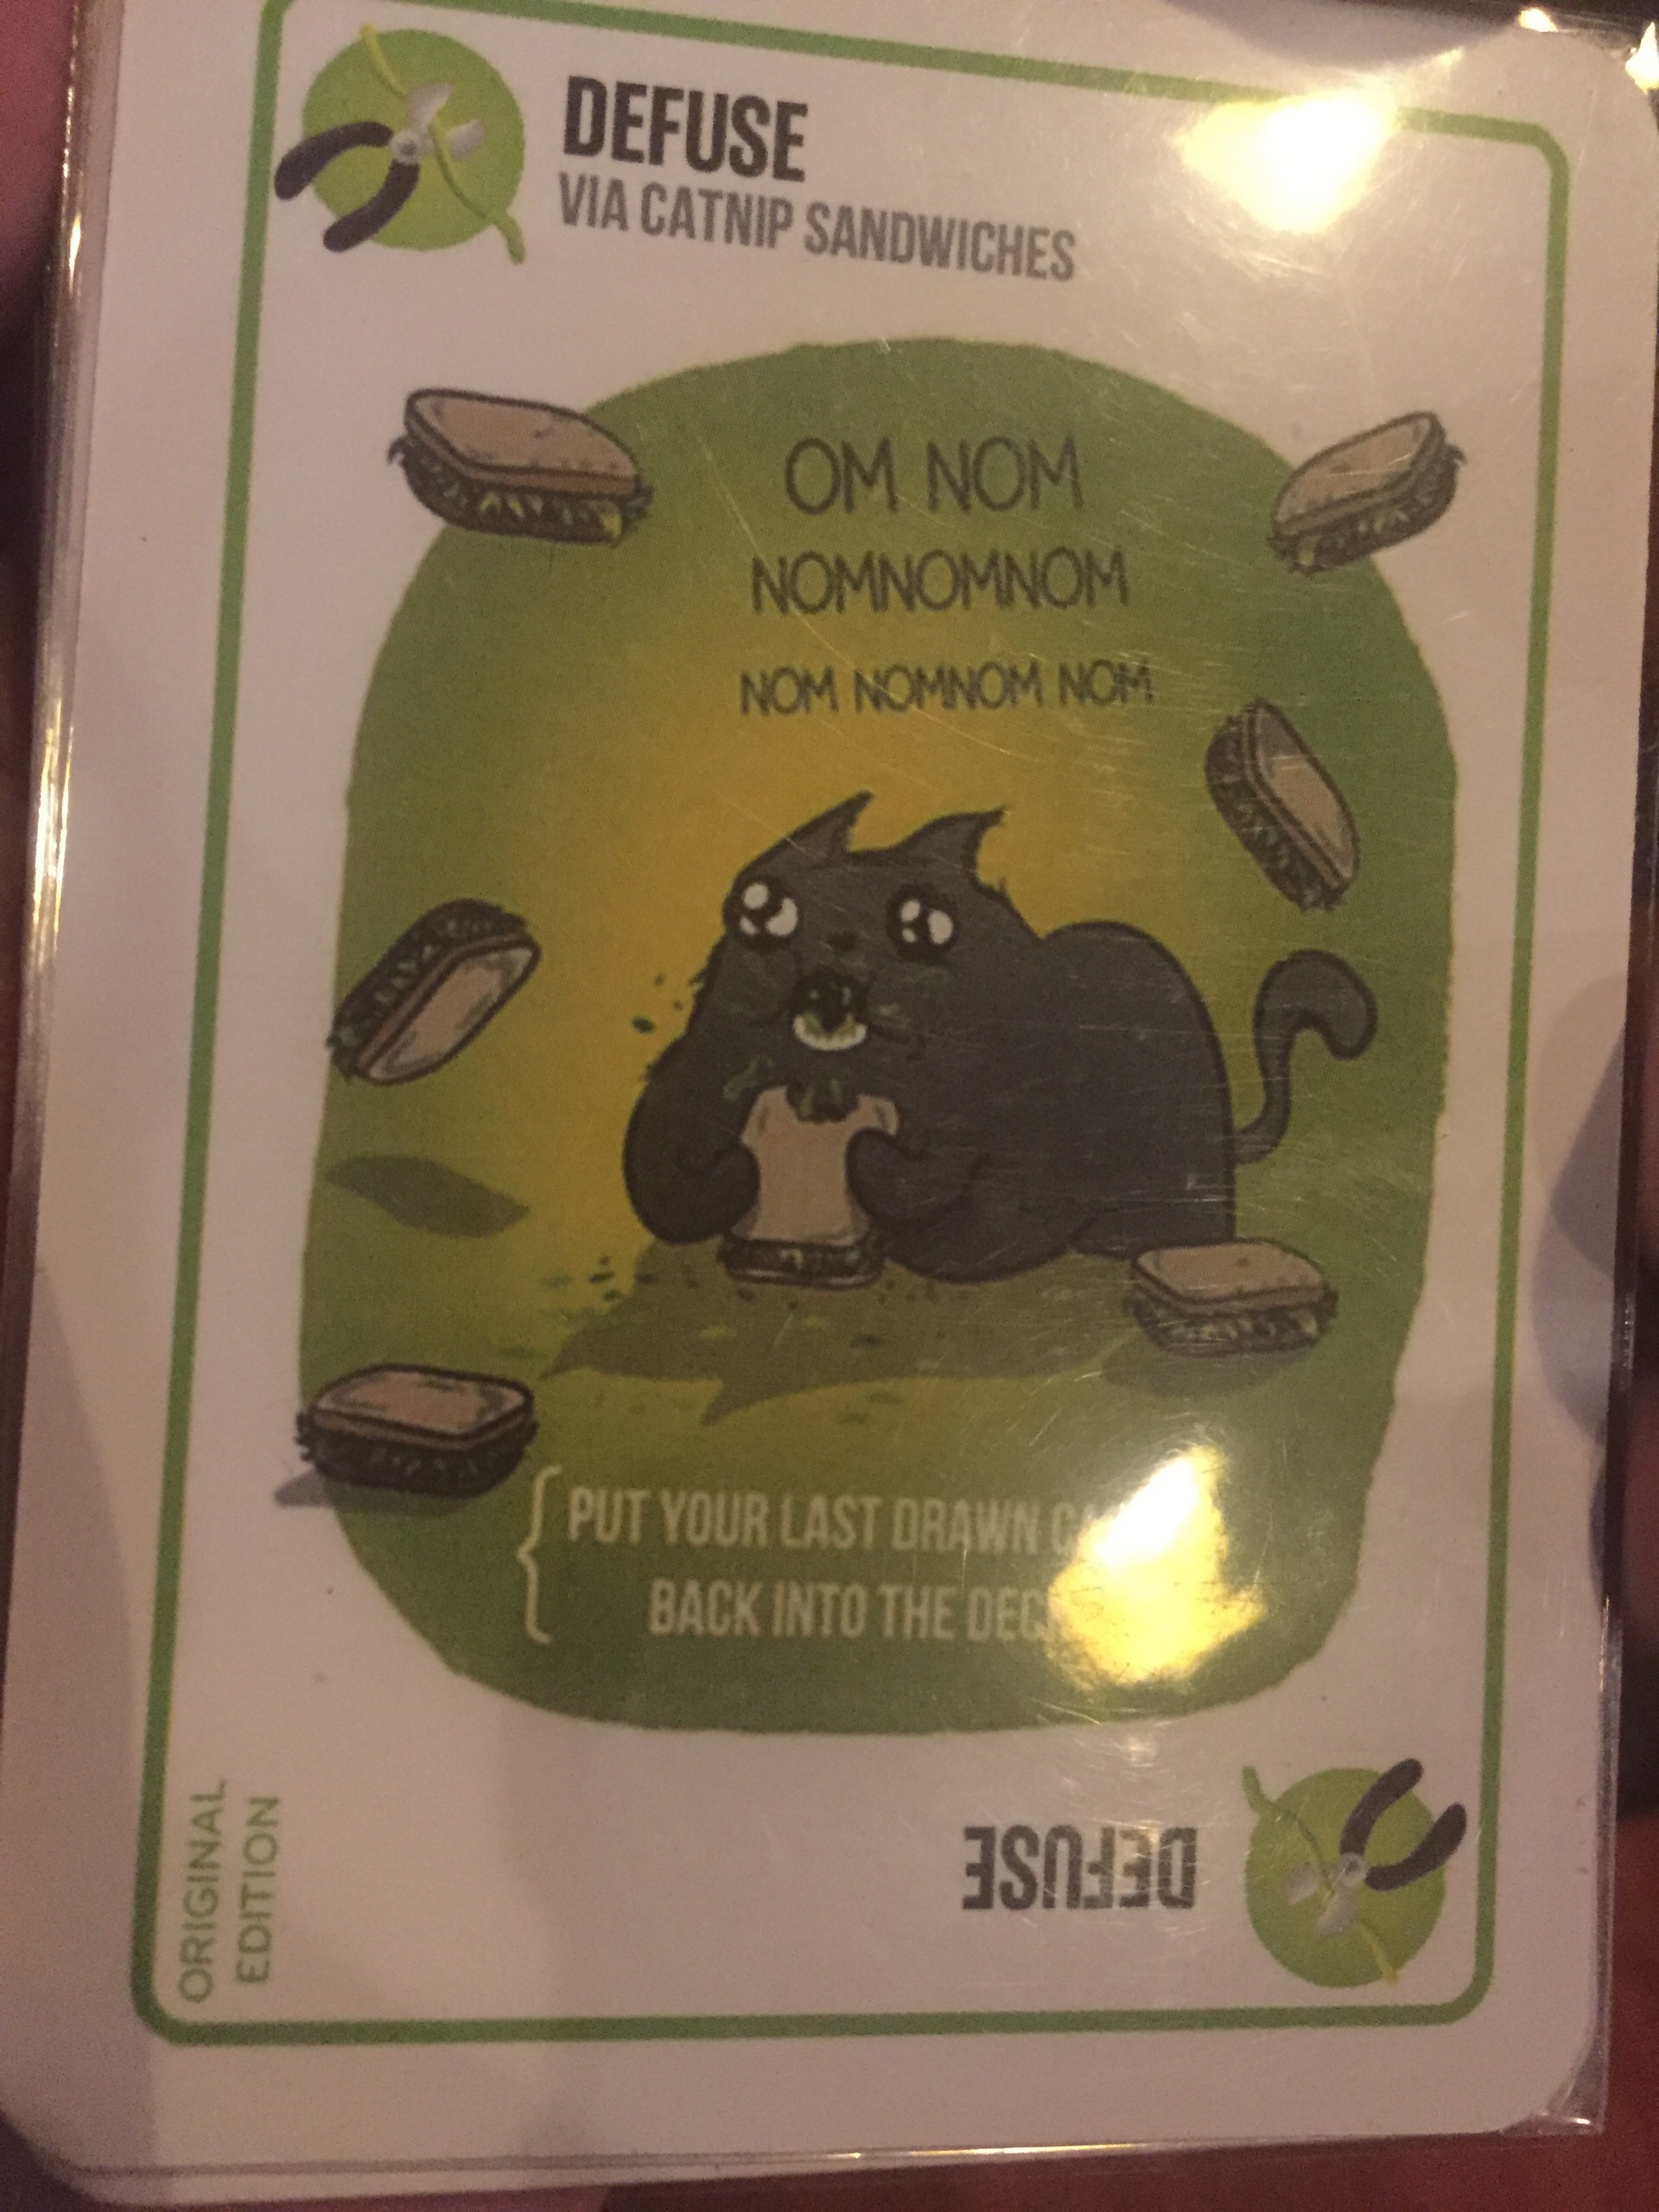 DEFUSE
VIA CATNIP SANDWICHES
OM NOM
NOMNOMNOM
NOM NOMNOM NOM
PUT YOUR LAST DRAWN
BACK INTO THE DECK
ORIGINAL
EDITION
DEFUSE